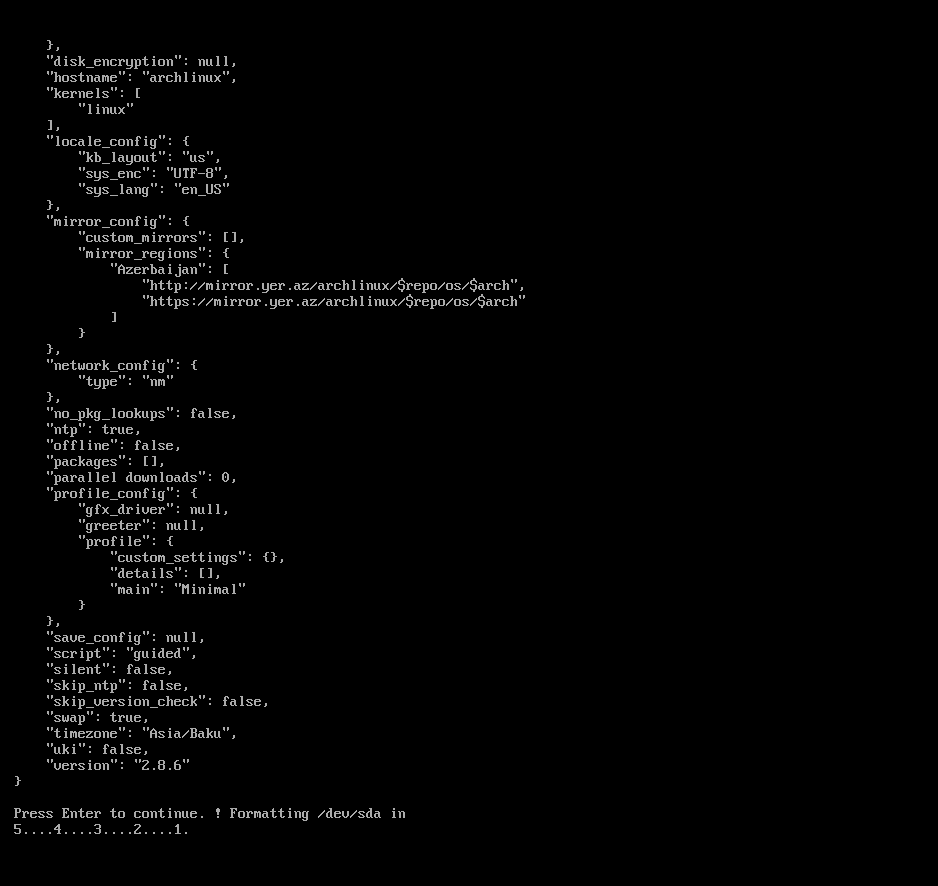 },
    "disk_encryption": null,
    "hostname": "archlinux",
    "kernels": [
        "linux"
    ],
    "locale_config": {
        "kb_layout": "us",
        "sys_enc": "UTF-8",
        "sys_lang": "en_US"
    },
    "mirror_config": {
        "custom_mirrors": [],
        "mirror_regions": {
            "Azerbaijan": [
                "http://mirror.yer.az/archlinux/$repo/os/$arch",
                "https://mirror.yer.az/archlinux/$repo/os/$arch"
            ]
        }
    },
    "network_config": {
        "type": "nm"
    },
    "no_pkg_lookups": false,
    "ntp": true,
    "offline": false,
    "packages": [],
    "parallel downloads": 0,
    "profile_config": {
        "gfx_driver": null,
        "greeter": null,
        "profile": {
            "custom_settings": {},
            "details": [],
            "main": "Minimal"
        }
    },
    "save_config": null,
    "script": "guided",
    "silent": false,
    "skip_ntp": false,
    "skip_version_check": false,
    "swap": true,
    "timezone": "Asia/Baku",
    "uki": false,
    "version": "2.8.6"
}
Press Enter to continue. ! Formatting /dev/sda in
5....4....3....2....1.